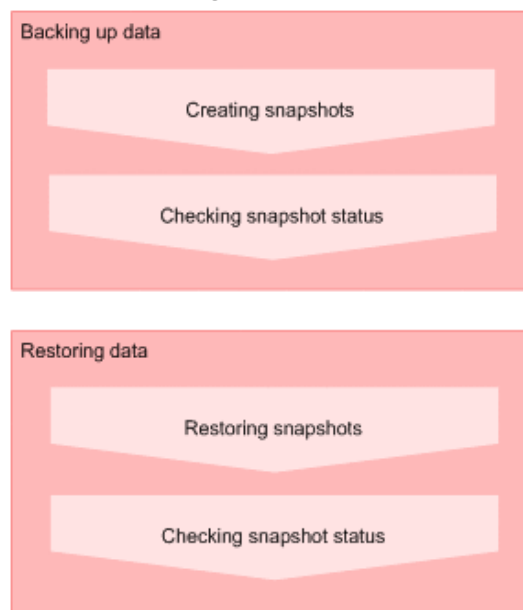 Backing up data
Creating snapshots
Checking snapshot status
Restoring data
Restoring snapshots
Checking snapshot status